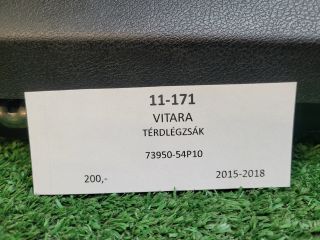 11-171
VITARA
TÉRDLÉGZSÁK
73950-54P10
200,- 2015-2018